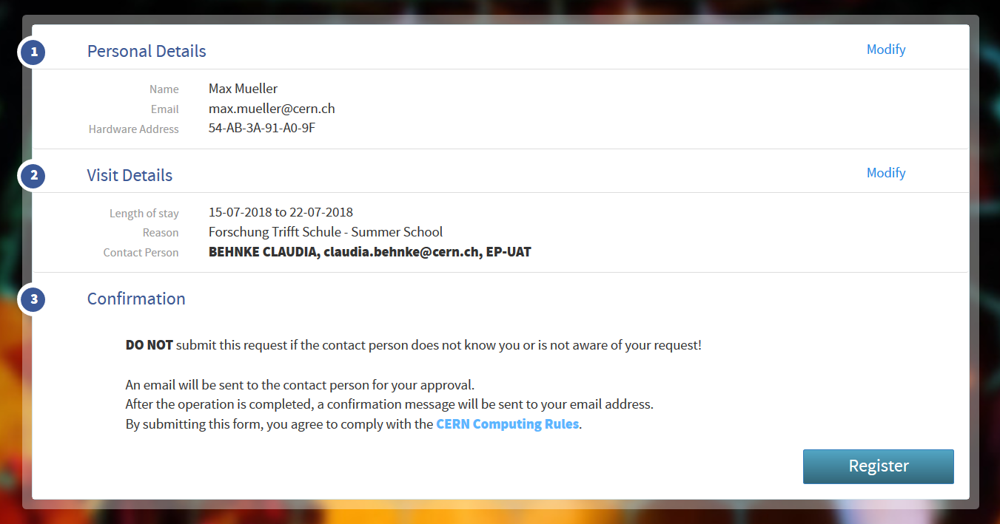 1 Personal Details Modify
Name Max Mueller
Email max.mueller@cern.ch
Hardware Address 54-AB-3A-91-A0-9F
2 Visit Details Modify
Length of stay 15-07-2018 to 22-07-2018
Reason Forschung Trifft Schule - Summer School
Contact Person BEHNKE CLAUDIA, claudia.behnke@cern.ch, EP-UAT
3 Confirmation
DO NOT submit this request if the contact person does not know you or is not aware of your request!
An email will be sent to the contact person for your approval.
After the operation is completed, a confirmation message will be sent to your email address.
By submitting this form, you agree to comply with the CERN Computing Rules.
Register